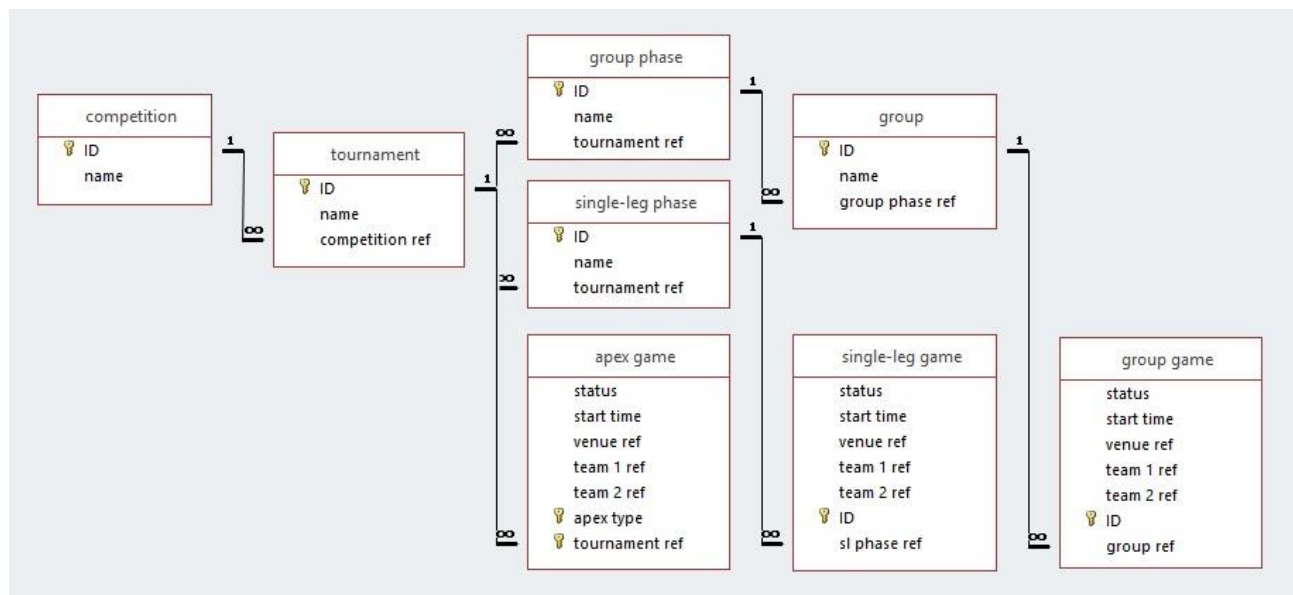 competition
ID
name
1
∞
tournament
ID
name
competition ref
1
∞
∞
∞
group phase
ID
name
tournament ref
1
∞
single-leg phase
ID
name
tournament ref
1
∞
apex game
status
start time
venue ref
team 1 ref
team 2 ref
apex type
tournament ref
group
ID
name
group phase ref
1
∞
single-leg game
status
start time
venue ref
team 1 ref
team 2 ref
ID
sl phase ref
group game
status
start time
venue ref
team 1 ref
team 2 ref
ID
group ref